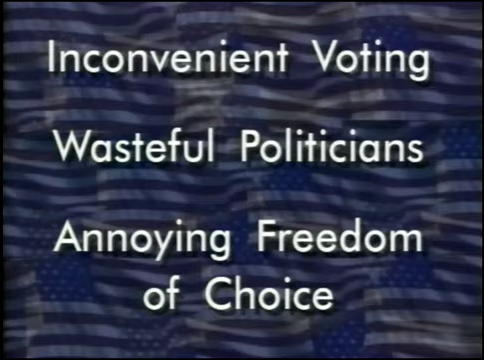 Inconvenient Voting
Wasteful Politicians
Annoying Freedom
of Choice